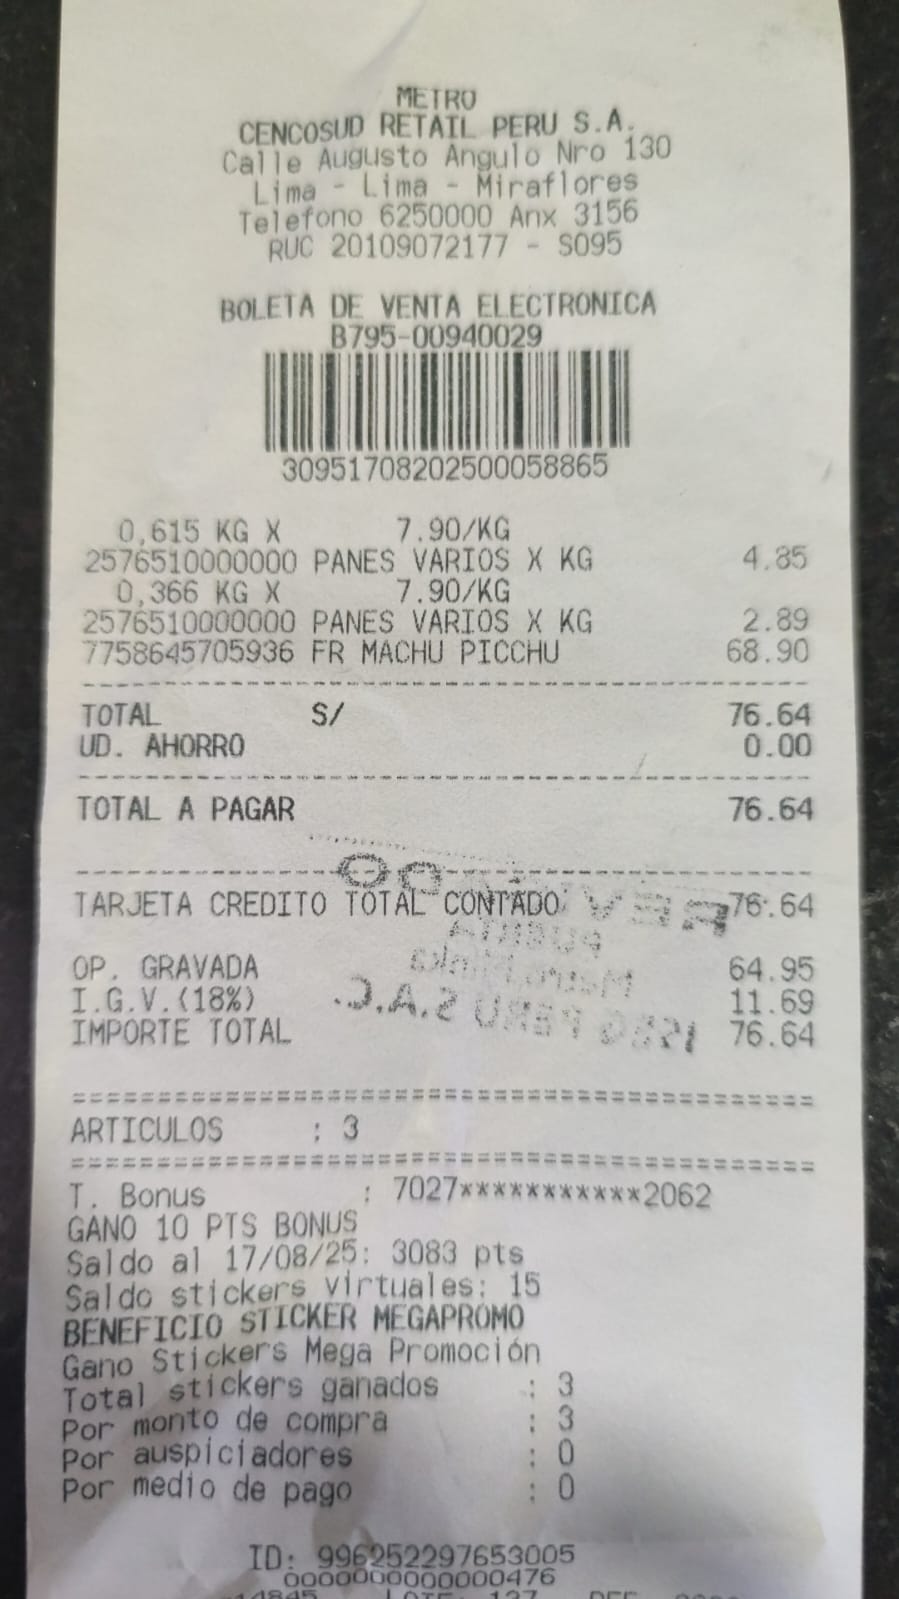 METRO
CENCOSUD RETAIL PERU S.A.
Calle Augusto Angulo Nro 130
Lima - Lima - Miraflores
Telefono 6250000 Anx 3156
RUC 20109072177 - S095
BOLETA DE VENTA ELECTRONICA
B795-00940029
30951708202500058865
0,615 KG X 7.90/KG
2576510000000 PANES VARIOS X KG 4.85
0,366 KG X 7.90/KG
2576510000000 PANES VARIOS X KG 2.89
7758645705936 FR MACHU PICCHU 68.90
TOTAL S/ 76.64
UD. AHORRO 0.00
TOTAL A PAGAR 76.64
TARJETA CREDITO TOTAL CONTADO 76.64
OP. GRAVADA 64.95
I.G.V.(18%) 11.69
IMPORTE TOTAL 76.64
ARTICULOS : 3
T. Bonus : 7027***********2062
GANO 10 PTS BONUS
Saldo al 17/08/25: 3083 pts
Saldo stickers virtuales: 15
BENEFICIO STICKER MEGAPROMO
Gano Stickers Mega Promoción
Total stickers ganados : 3
Por monto de compra : 3
Por auspiciadores : 0
Por medio de pago : 0
ID: 996252297653005
0000000000000476